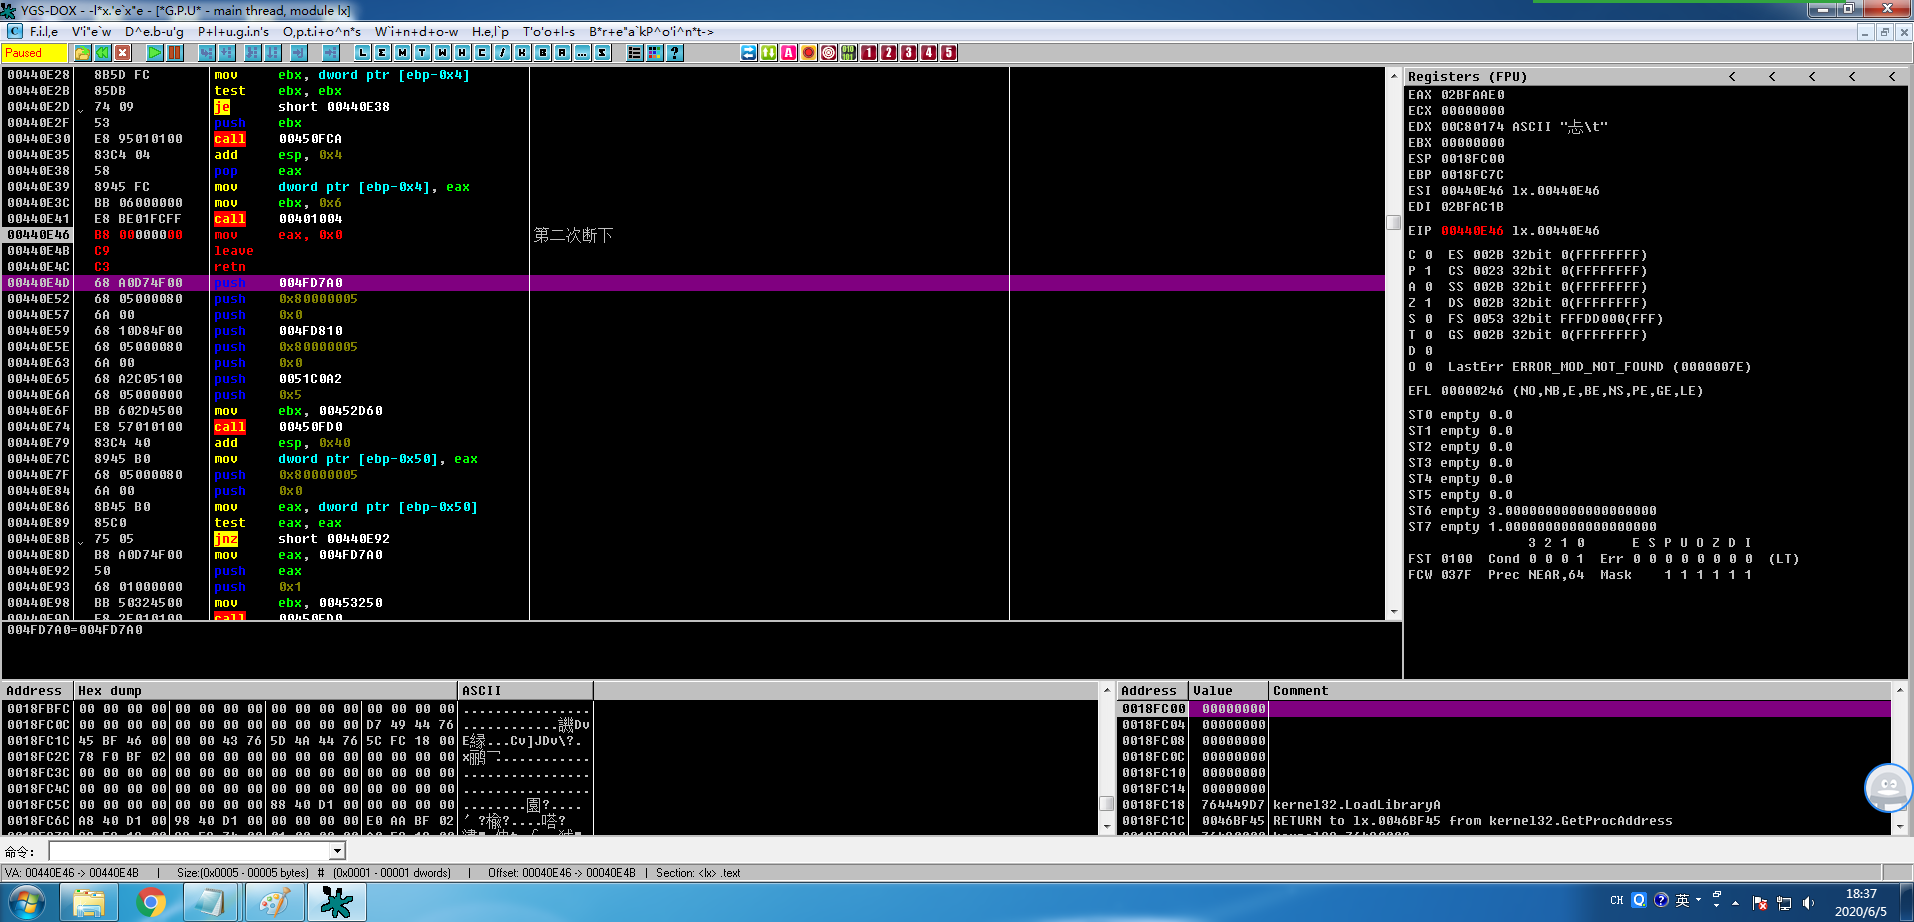 YGS-DOX - -l*x.'e`x"e - [*G.P.U* - main thread, module lx]
F.i.l,e V'i"e`w D^e.b-u'g P+l+u.g.i.n's O,p.t.i+o^n*s W`i+n+d+o-w H.e,l`p T'o'o+l-s B*r+e"a`kP^o'i^n*t->
Paused L E M T W H C / K B R ... S ? A 1 2 3 4 5
00440E28 8B5D FC mov ebx, dword ptr [ebp-0x4]
00440E2B 85DB test ebx, ebx
00440E2D 74 09 je short 00440E38
00440E2F 53 push ebx
00440E30 E8 95010100 call 00450FCA
00440E35 83C4 04 add esp, 0x4
00440E38 58 pop eax
00440E39 8945 FC mov dword ptr [ebp-0x4], eax
00440E3C BB 06000000 mov ebx, 0x6
00440E41 E8 BE01FCFF call 00401004
00440E46 B8 00000000 mov eax, 0x0 第二次断下
00440E4B C9 leave
00440E4C C3 retn
00440E4D 68 A0D74F00 push 004FD7A0
00440E52 68 05000080 push 0x80000005
00440E57 6A 00 push 0x0
00440E59 68 10D84F00 push 004FD810
00440E5E 68 05000080 push 0x80000005
00440E63 6A 00 push 0x0
00440E65 68 A2C05100 push 0051C0A2
00440E6A 68 05000000 push 0x5
00440E6F BB 602D4500 mov ebx, 00452D60
00440E74 E8 57010100 call 00450FD0
00440E79 83C4 40 add esp, 0x40
00440E7C 8945 B0 mov dword ptr [ebp-0x50], eax
00440E7F 68 05000080 push 0x80000005
00440E84 6A 00 push 0x0
00440E86 8B45 B0 mov eax, dword ptr [ebp-0x50]
00440E89 85C0 test eax, eax
00440E8B 75 05 jnz short 00440E92
00440E8D B8 A0D74F00 mov eax, 004FD7A0
00440E92 50 push eax
00440E93 68 01000000 push 0x1
00440E98 BB 50324500 mov ebx, 00453250
00440E9D E8 2E010100 call 00450FD0
004FD7A0=004FD7A0
Registers (FPU) < < < < <
EAX 02BFAAE0
ECX 00000000
EDX 00C80174 ASCII "忐\t"
EBX 00000000
ESP 0018FC00
EBP 0018FC7C
ESI 00440E46 lx.00440E46
EDI 02BFAC1B
EIP 00440E46 lx.00440E46
C 0 ES 002B 32bit 0(FFFFFFFF)
P 1 CS 0023 32bit 0(FFFFFFFF)
A 0 SS 002B 32bit 0(FFFFFFFF)
Z 1 DS 002B 32bit 0(FFFFFFFF)
S 0 FS 0053 32bit FFFDD000(FFF)
T 0 GS 002B 32bit 0(FFFFFFFF)
D 0
O 0 LastErr ERROR_MOD_NOT_FOUND (0000007E)
EFL 00000246 (NO,NB,E,BE,NS,PE,GE,LE)
ST0 empty 0.0
ST1 empty 0.0
ST2 empty 0.0
ST3 empty 0.0
ST4 empty 0.0
ST5 empty 0.0
ST6 empty 3.0000000000000000000
ST7 empty 1.0000000000000000000
3 2 1 0 E S P U O Z D I
FST 0100 Cond 0 0 0 1 Err 0 0 0 0 0 0 0 0 (LT)
FCW 037F Prec NEAR,64 Mask 1 1 1 1 1 1
Address Hex dump ASCII
0018FBFC 00 00 00 00 00 00 00 00 00 00 00 00 00 00 00 00 ................
0018FC0C 00 00 00 00 00 00 00 00 00 00 00 00 D7 49 44 76 ............譏Dv
0018FC1C 45 BF 46 00 00 00 43 76 5D 4A 44 76 5C FC 18 00 E縁...Cv]JDv\?.
0018FC2C 78 F0 BF 02 00 00 00 00 00 00 00 00 00 00 00 00
0018FC3C 00 00 00 00 00 00 00 00 00 00 00 00 00 00 00 00 ................
0018FC4C 00 00 00 00 00 00 00 00 00 00 00 00 00 00 00 00 ................
0018FC5C 00 00 00 00 00 00 00 00 88 40 D1 00 00 00 00 00 ........園?....
0018FC6C A8 40 D1 00 98 40 D1 00 00 00 00 00 E0 AA BF 02
Address Value Comment
0018FC00 00000000
0018FC04 00000000
0018FC08 00000000
0018FC0C 00000000
0018FC10 00000000
0018FC14 00000000
0018FC18 764449D7 kernel32.LoadLibraryA
0018FC1C 0046BF45 RETURN to lx.0046BF45 from kernel32.GetProcAddress
命令:
VA: 00440E46 -> 00440E4B | Size:(0x0005 - 00005 bytes) # (0x0001 - 00001 dwords) | Offset: 00040E46 -> 00040E4B | Section: <lx> .text
CH 英
18:37
2020/6/5